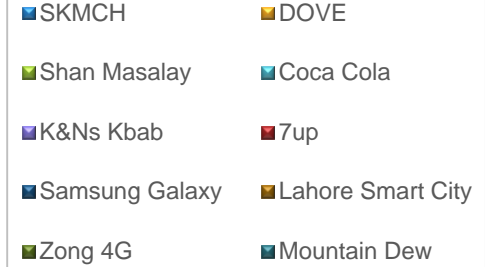 SKMCH DOVE
Shan Masalay Coca Cola
K&Ns Kbab 7up
Samsung Galaxy Lahore Smart City
Zong 4G Mountain Dew